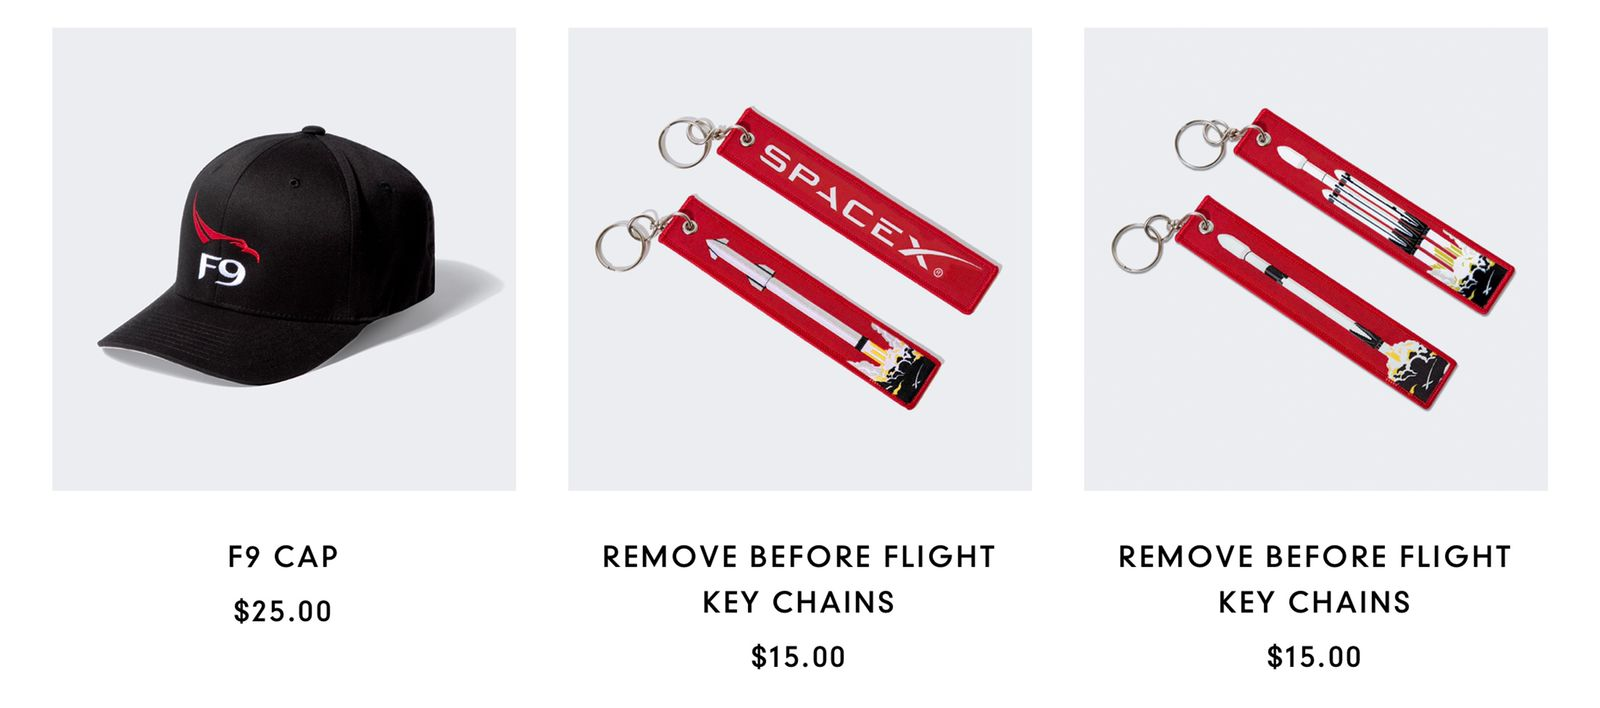 F9
SPACEX®
F9 CAP
$25.00
REMOVE BEFORE FLIGHT
KEY CHAINS
$15.00
REMOVE BEFORE FLIGHT
KEY CHAINS
$15.00